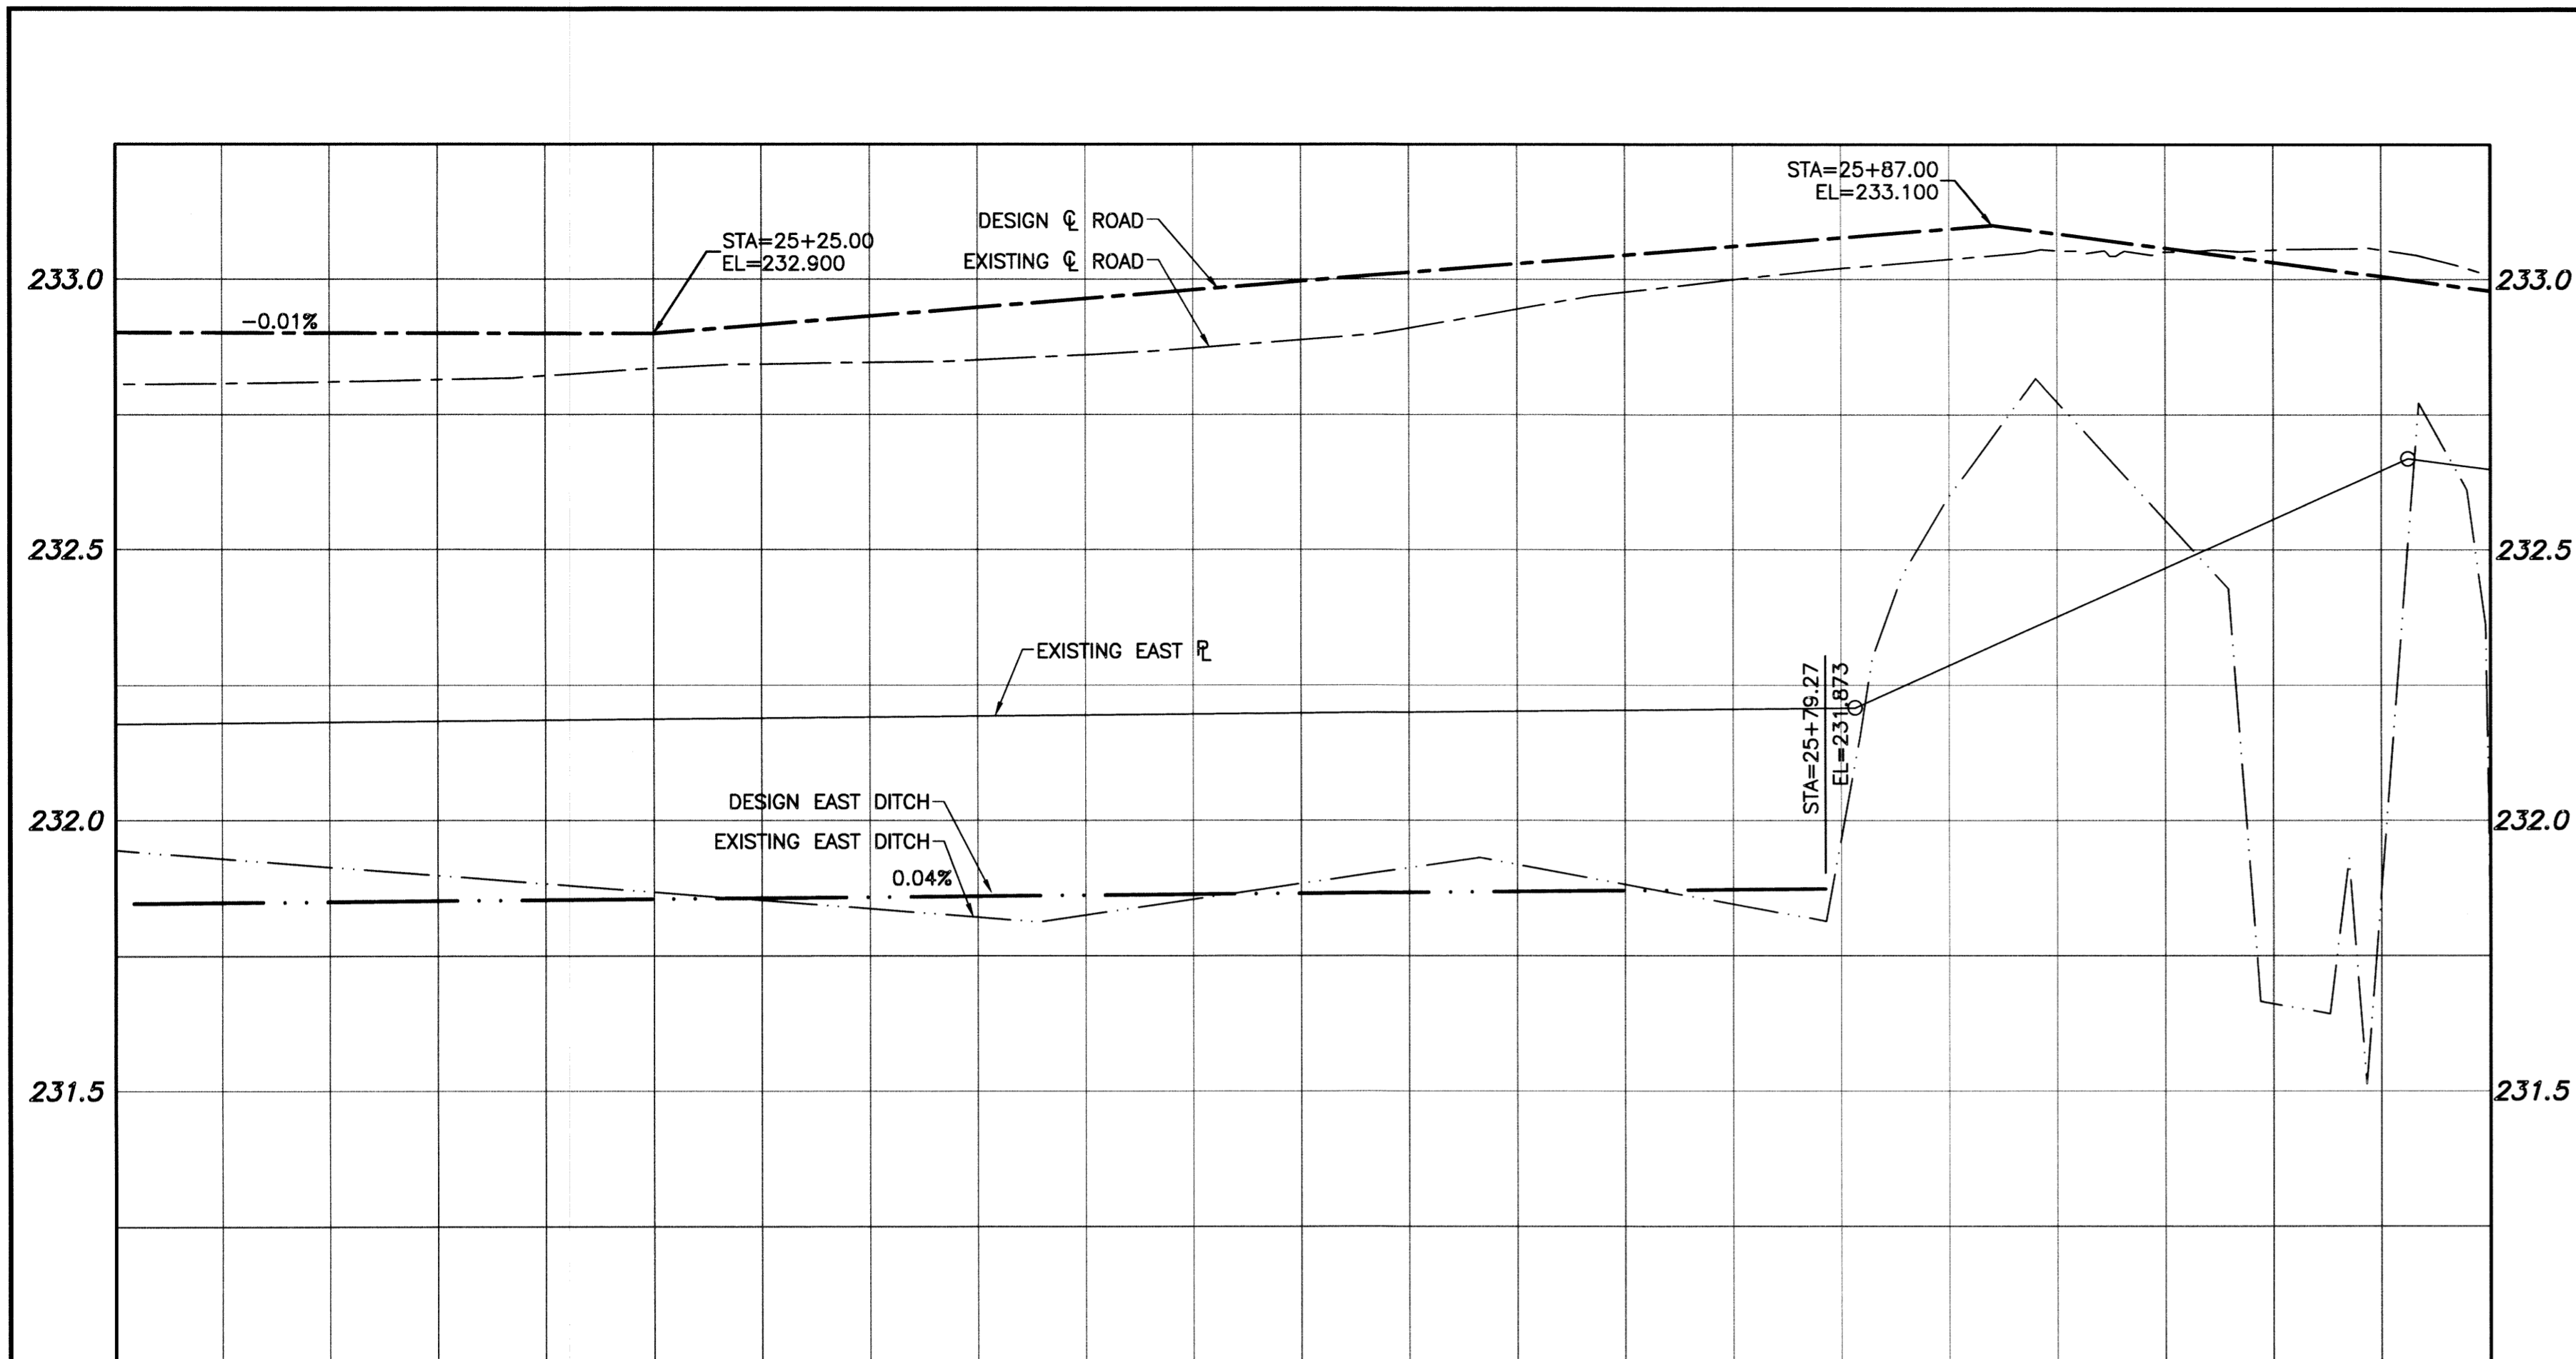 STA=25+87.00
EL=233.100
DESIGN ℄ ROAD
STA=25+25.00
EL=232.900
EXISTING ℄ ROAD
233.0
233.0
-0.01%
232.5
232.5
EXISTING EAST ⅊
STA=25+79.27
EL=231.873
DESIGN EAST DITCH
232.0
232.0
EXISTING EAST DITCH
0.04%
231.5
231.5